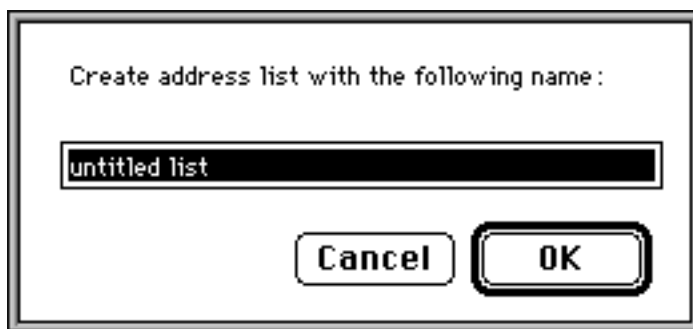 Create address list with the following name:
untitled list
Cancel OK